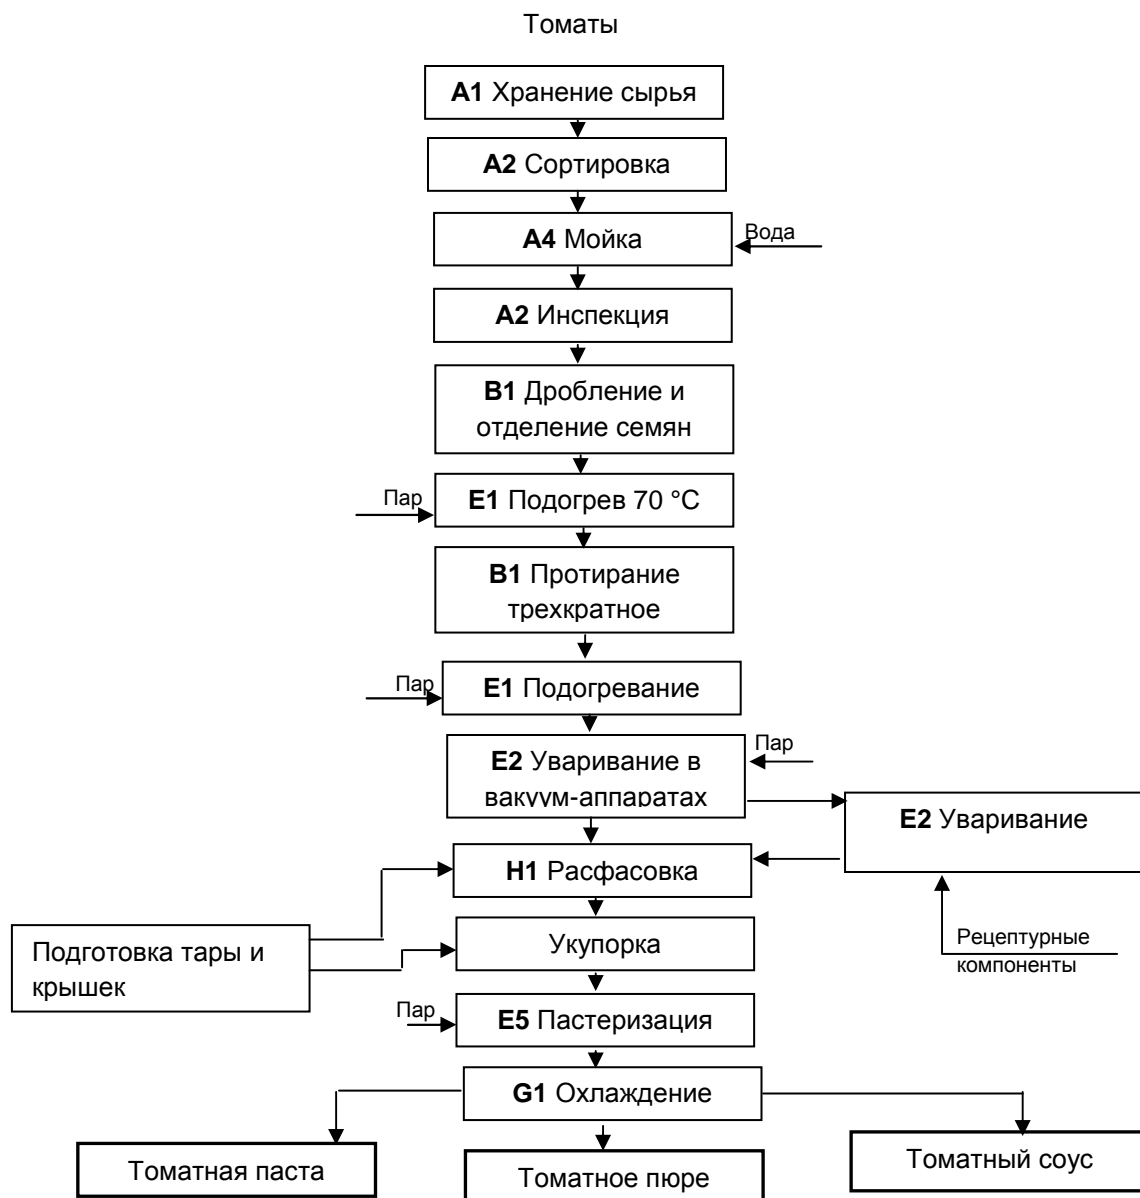 Томаты
A1 Хранение сырья
A2 Сортировка
A4 Мойка
Вода
A2 Инспекция
B1 Дробление и
отделение семян
Пар
E1 Подогрев 70 °С
B1 Протирание
трехкратное
Пар
E1 Подогревание
E2 Уваривание в
вакуум-аппаратах
Пар
E2 Уваривание
H1 Расфасовка
Подготовка тары и
крышек
Укупорка
Рецептурные
компоненты
Пар
E5 Пастеризация
G1 Охлаждение
Томатная паста
Томатное пюре
Томатный соус